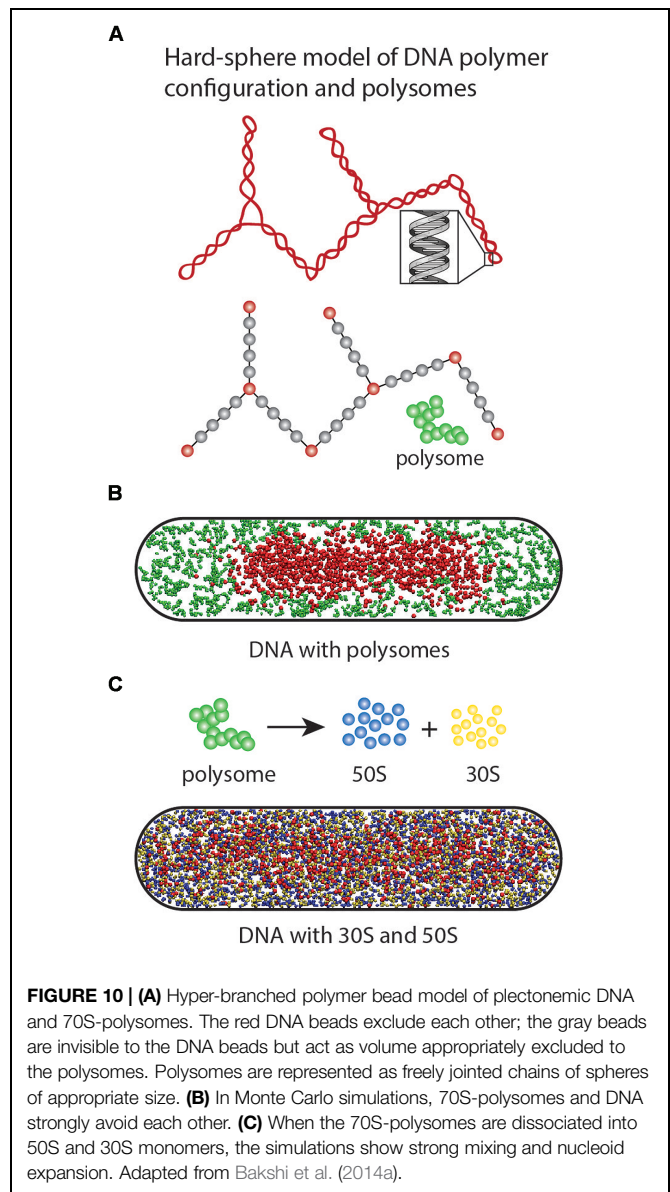 A
Hard-sphere model of DNA polymer
configuration and polysomes
polysome
B
DNA with polysomes
C
polysome
50S
+
30S
DNA with 30S and 50S
FIGURE 10 | (A) Hyper-branched polymer bead model of plectonemic DNA
and 70S-polysomes. The red DNA beads exclude each other; the gray beads
are invisible to the DNA beads but act as volume appropriately excluded to
the polysomes. Polysomes are represented as freely jointed chains of spheres
of appropriate size. (B) In Monte Carlo simulations, 70S-polysomes and DNA
strongly avoid each other. (C) When the 70S-polysomes are dissociated into
50S and 30S monomers, the simulations show strong mixing and nucleoid
expansion. Adapted from Bakshi et al. (2014a).